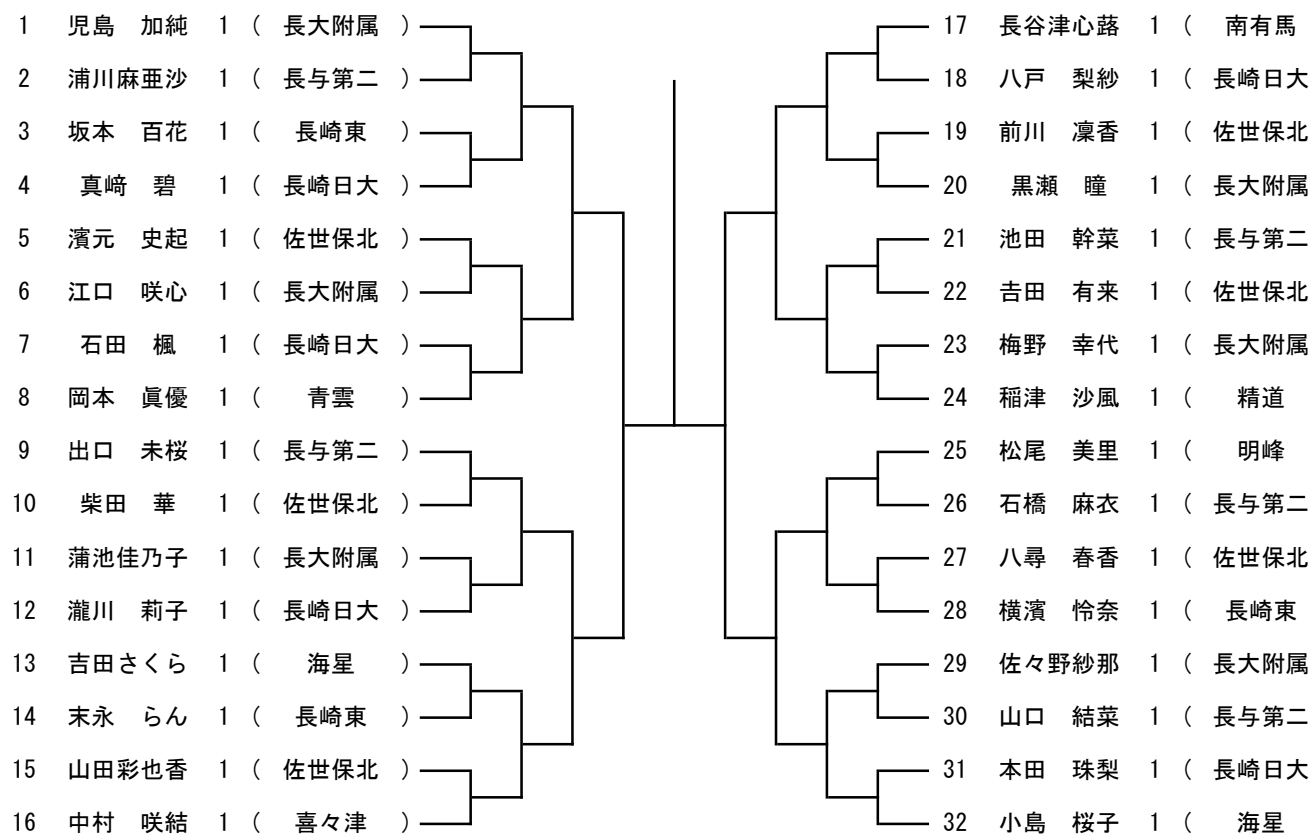 1 児島 加純 1 ( 長大附属 )
2 浦川麻亜沙 1 ( 長与第二 )
3 坂本 百花 1 ( 長崎東 )
4 真﨑 碧 1 ( 長崎日大 )
5 濱元 史起 1 ( 佐世保北 )
6 江口 咲心 1 ( 長大附属 )
7 石田 楓 1 ( 長崎日大 )
8 岡本 眞優 1 ( 青雲 )
9 出口 未桜 1 ( 長与第二 )
10 柴田 華 1 ( 佐世保北 )
11 蒲池佳乃子 1 ( 長大附属 )
12 瀧川 莉子 1 ( 長崎日大 )
13 吉田さくら 1 ( 海星 )
14 末永 らん 1 ( 長崎東 )
15 山田彩也香 1 ( 佐世保北 )
16 中村 咲結 1 ( 喜々津 )
17 長谷津心蕗 1 ( 南有馬
18 八戸 梨紗 1 ( 長崎日大
19 前川 凜香 1 ( 佐世保北
20 黒瀬 瞳 1 ( 長大附属
21 池田 幹菜 1 ( 長与第二
22 𠮷田 有来 1 ( 佐世保北
23 梅野 幸代 1 ( 長大附属
24 稲津 沙風 1 ( 精道
25 松尾 美里 1 ( 明峰
26 石橋 麻衣 1 ( 長与第二
27 八尋 春香 1 ( 佐世保北
28 横濱 怜奈 1 ( 長崎東
29 佐々野紗那 1 ( 長大附属
30 山口 結菜 1 ( 長与第二
31 本田 珠梨 1 ( 長崎日大
32 小島 桜子 1 ( 海星